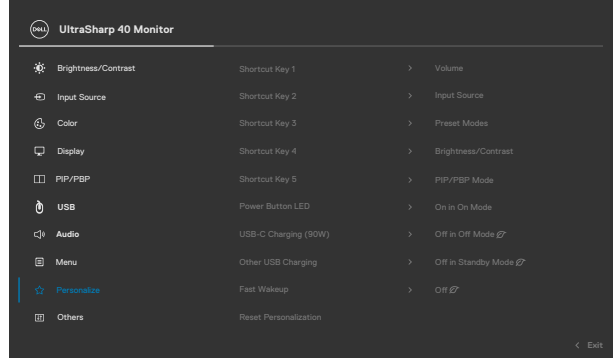 DELL UltraSharp 40 Monitor
Brightness/Contrast Shortcut Key 1 > Volume
Input Source Shortcut Key 2 > Input Source
Color Shortcut Key 3 > Preset Modes
Display Shortcut Key 4 > Brightness/Contrast
PIP/PBP Shortcut Key 5 > PIP/PBP Mode
USB Power Button LED > On in On Mode
Audio USB-C Charging (90W) > Off in Off Mode
Menu Other USB Charging > Off in Standby Mode
Personalize Fast Wakeup > Off
Others Reset Personalization
< Exit